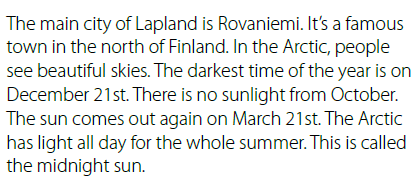 The main city of Lapland is Rovaniemi. It’s a famous
town in the north of Finland. In the Arctic, people
see beautiful skies. The darkest time of the year is on
December 21st. There is no sunlight from October.
The sun comes out again on March 21st. The Arctic
has light all day for the whole summer. This is called
the midnight sun.